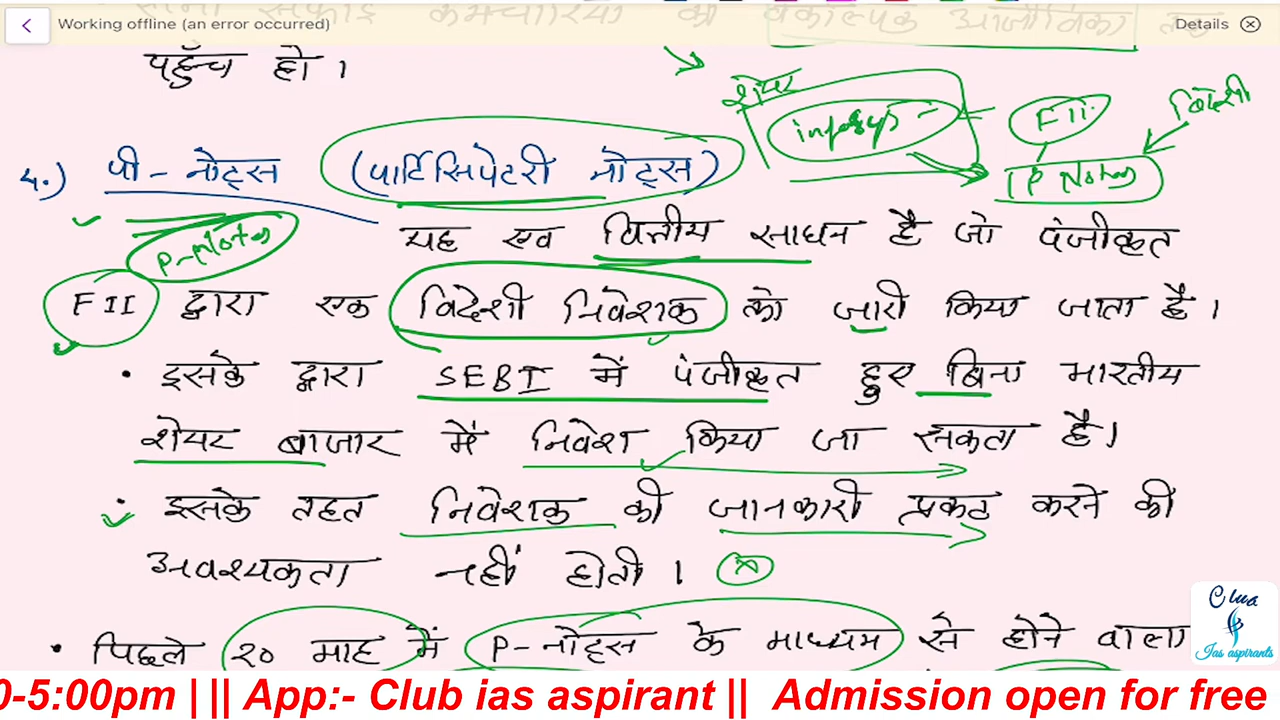 Working offline (an error occurred)
Details
पहुँच हो।
शेयर
infosys
FII
विदेशी
P Notes
4.) पी-नोट्स (पार्टिसिपेटरी नोट्स)
P-Notes
यह एव वित्तीय साधन है जो पंजीकृत
FII द्वारा एक विदेशी निवेशक को जारी किया जाता है।
• इसके द्वारा SEBI में पंजीकृत हुए बिना भारतीय
शेयर बाजार में निवेश किया जा सकता है।
• इसके तहत निवेशक की जानकारी प्रकट करने की
अवश्यकता नहीं होती।
• पिछले 20 माह में P-नोट्स के माध्यम से होने वाला
Club
Ias aspirants
0-5:00pm | || App:- Club ias aspirant || Admission open for free